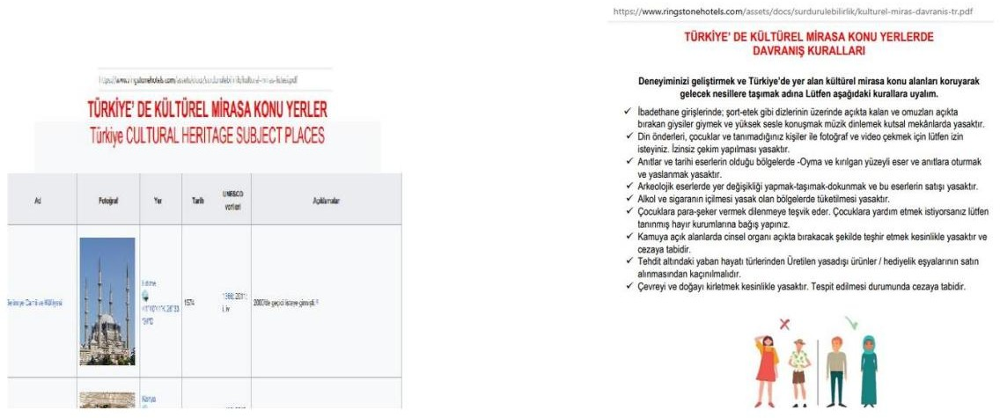 https://www.ringstonehotels.com/assets/docs/surdurulebilirlik/kulturel-miras-listesi.pdf
TÜRKİYE' DE KÜLTÜREL MİRASA KONU YERLER
Türkiye CULTURAL HERITAGE SUBJECT PLACES
Ad Fotoğraf Yer Tarih UNESCO verileri Açıklamalar
Selimiye Camii ve Külliyesi
Edirne
1574
2000'de geçici listeye girmişti.
Konya
https://www.ringstonehotels.com/assets/docs/surdurulebilirlik/kulturel-miras-davranis-tr.pdf
TÜRKİYE' DE KÜLTÜREL MİRASA KONU YERLERDE
DAVRANIŞ KURALLARI
Deneyiminizi geliştirmek ve Türkiye'de yer alan kültürel mirasa konu alanları koruyarak
gelecek nesillere taşımak adına Lütfen aşağıdaki kurallara uyalım.
✓ İbadethane girişlerinde; şort-etek gibi dizlerinin üzerinde açıkta kalan ve omuzları açıkta
bırakan giysiler giymek ve yüksek sesle konuşmak müzik dinlemek kutsal mekânlarda yasaktır.
✓ Din önderleri, çocuklar ve tanımadığınız kişiler ile fotoğraf ve video çekmek için lütfen izin
isteyiniz. İzinsiz çekim yapılması yasaktır.
✓ Anıtlar ve tarihi eserlerin olduğu bölgelerde -Oyma ve kırılgan yüzeyli eser ve anıtlara oturmak
ve yaslanmak yasaktır.
✓ Arkeolojik eserlerde yer değişikliği yapmak-taşımak-dokunmak ve bu eserlerin satışı yasaktır.
✓ Alkol ve sigaranın içilmesi yasak olan bölgelerde tüketilmesi yasaktır.
✓ Çocuklara para-şeker vermek dilenmeye teşvik eder. Çocuklara yardım etmek istiyorsanız lütfen
tanınmış hayır kurumlarına bağış yapınız.
✓ Kamuya açık alanlarda cinsel organı açıkta bırakacak şekilde teşhir etmek kesinlikle yasaktır ve
cezaya tabidir.
✓ Tehdit altındaki yaban hayatı türlerinden Üretilen yasadışı ürünler / hediyelik eşyalarının satın
alınmasından kaçınılmalıdır.
✓ Çevreyi ve doğayı kirletmek kesinlikle yasaktır. Tespit edilmesi durumunda cezaya tabidir.